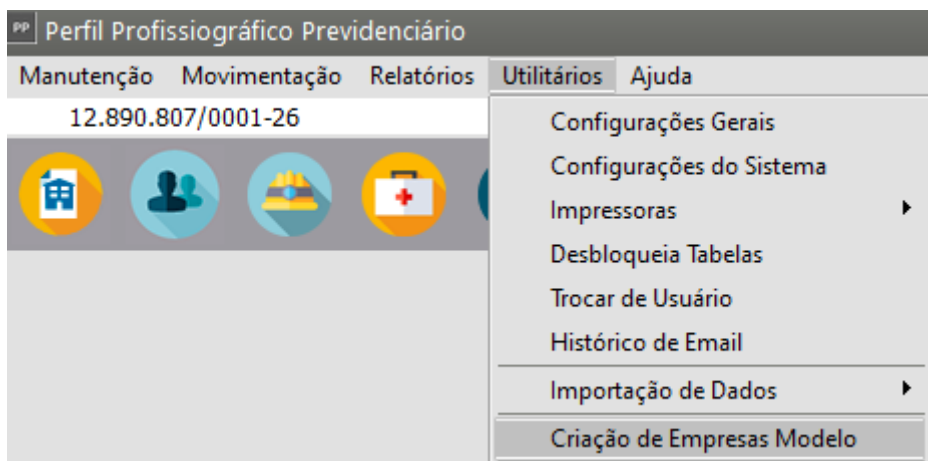 PP Perfil Profissiográfico Previdenciário
Manutenção Movimentação Relatórios Utilitários Ajuda
12.890.807/0001-26
Configurações Gerais
Configurações do Sistema
Impressoras
Desbloqueia Tabelas
Trocar de Usuário
Histórico de Email
Importação de Dados
Criação de Empresas Modelo